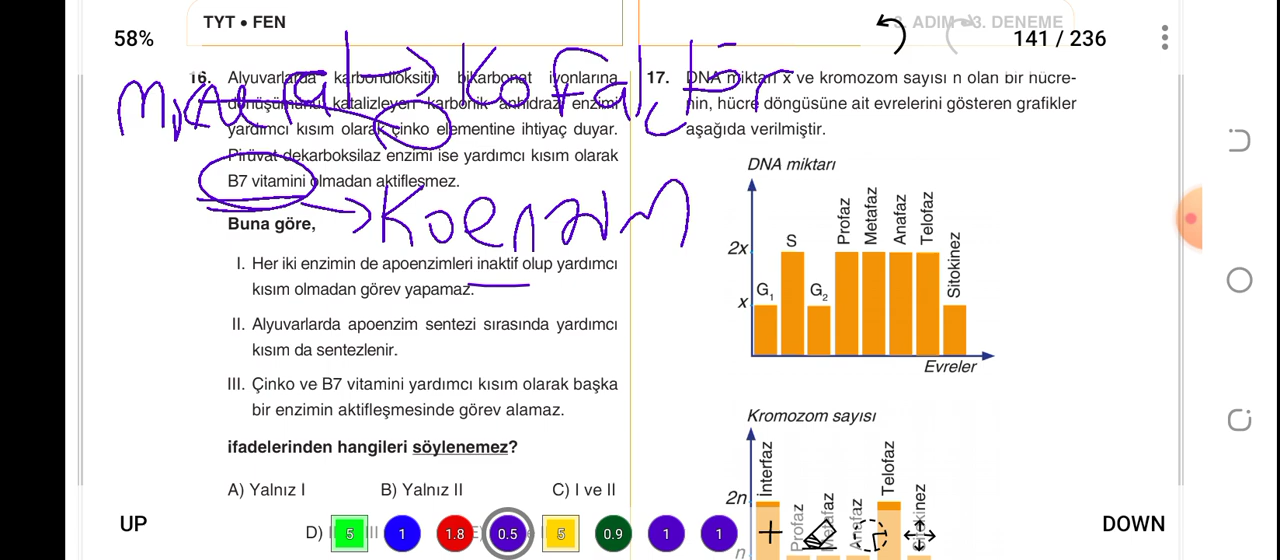 TYT • FEN
3. ADIM • 3. DENEME
58%
141 / 236
16. Alyuvarlarda karbondioksitin bikarbonat iyonlarına
dönüşümünü katalizleyen karbonik anhidraz enzimi
yardımcı kısım olarak çinko elementine ihtiyaç duyar.
Pirüvat dekarboksilaz enzimi ise yardımcı kısım olarak
B7 vitamini olmadan aktifleşmez.
Mineral → Kofaktör
→ Koenzim
Buna göre,
I. Her iki enzimin de apoenzimleri inaktif olup yardımcı
kısım olmadan görev yapamaz.
II. Alyuvarlarda apoenzim sentezi sırasında yardımcı
kısım da sentezlenir.
III. Çinko ve B7 vitamini yardımcı kısım olarak başka
bir enzimin aktifleşmesinde görev alamaz.
ifadelerinden hangileri söylenemez?
A) Yalnız I B) Yalnız II C) I ve II
D) III
17. DNA miktarı x ve kromozom sayısı n olan bir hücre-
nin, hücre döngüsüne ait evrelerini gösteren grafikler
aşağıda verilmiştir.
DNA miktarı
2x
x
G1
S
G2
Profaz
Metafaz
Anafaz
Telofaz
Sitokinez
Evreler
Kromozom sayısı
2n
n
İnterfaz
Profaz
Metafaz
Anafaz
Telofaz
Sitokinez
UP
5
1
1.8
0.5
5
0.9
1
1
DOWN